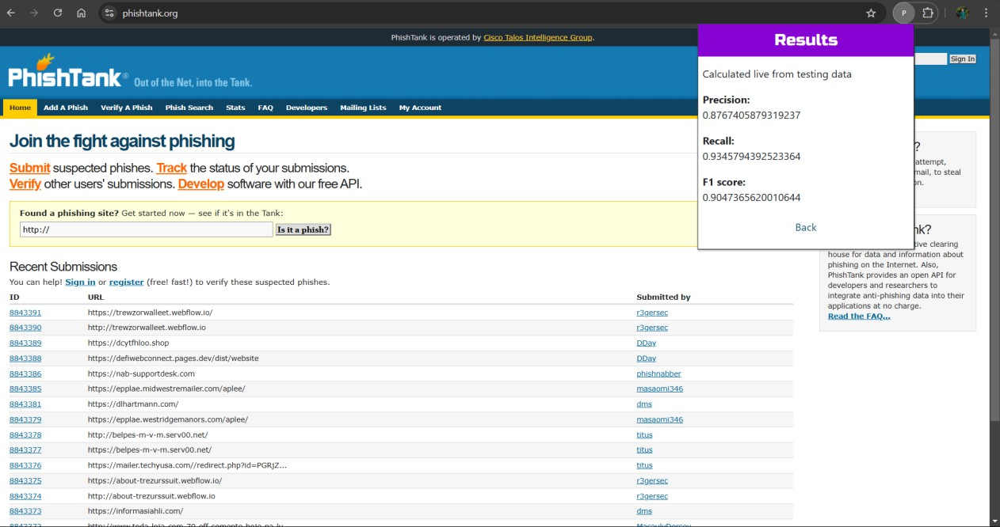 phishtank.org
P
PhishTank is operated by Cisco Talos Intelligence Group.
Results
Sign In
PhishTank® Out of the Net, into the Tank.
Calculated live from testing data
Precision:
0.8767405879319237
Recall:
0.9345794392523364
F1 score:
0.9047365620010644
Back
Home Add A Phish Verify A Phish Phish Search Stats FAQ Developers Mailing Lists My Account
Join the fight against phishing
Submit suspected phishes. Track the status of your submissions.
Verify other users' submissions. Develop software with our free API.
Found a phishing site? Get started now — see if it's in the Tank:
http:// Is it a phish?
?
attempt,
to steal
Recent Submissions
You can help! Sign in or register (free! fast!) to verify these suspected phishes.
ID URL Submitted by
8843391 https://trewzorwalleet.webflow.io/ r3gersec
8843390 http://trewzorwalleet.webflow.io r3gersec
8843389 https://dcytfhloo.shop DDay
8843388 https://defiwebconnect.pages.dev/dist/website DDay
8843386 https://nab-supportdesk.com phishnabber
8843385 https://epplae.midwestremailer.com/aplee/ masaomi346
8843381 https://dlhartmann.com/ dms
8843379 https://epplae.westridgemanors.com/aplee/ masaomi346
8843378 http://belpes-m-v-m.serv00.net/ titus
8843377 https://belpes-m-v-m.serv00.net/ titus
8843376 https://mailer.techyusa.com//redirect.php?id=PGRjZ... titus
8843375 https://about-trezurssuit.webflow.io/ r3gersec
8843374 http://about-trezurssuit.webflow.io r3gersec
8843373 https://informasiahli.com/ dms
clearing
house for data and information about
phishing on the Internet. Also,
PhishTank provides an open API for
developers and researchers to
integrate anti-phishing data into their
applications at no charge.
Read the FAQ...